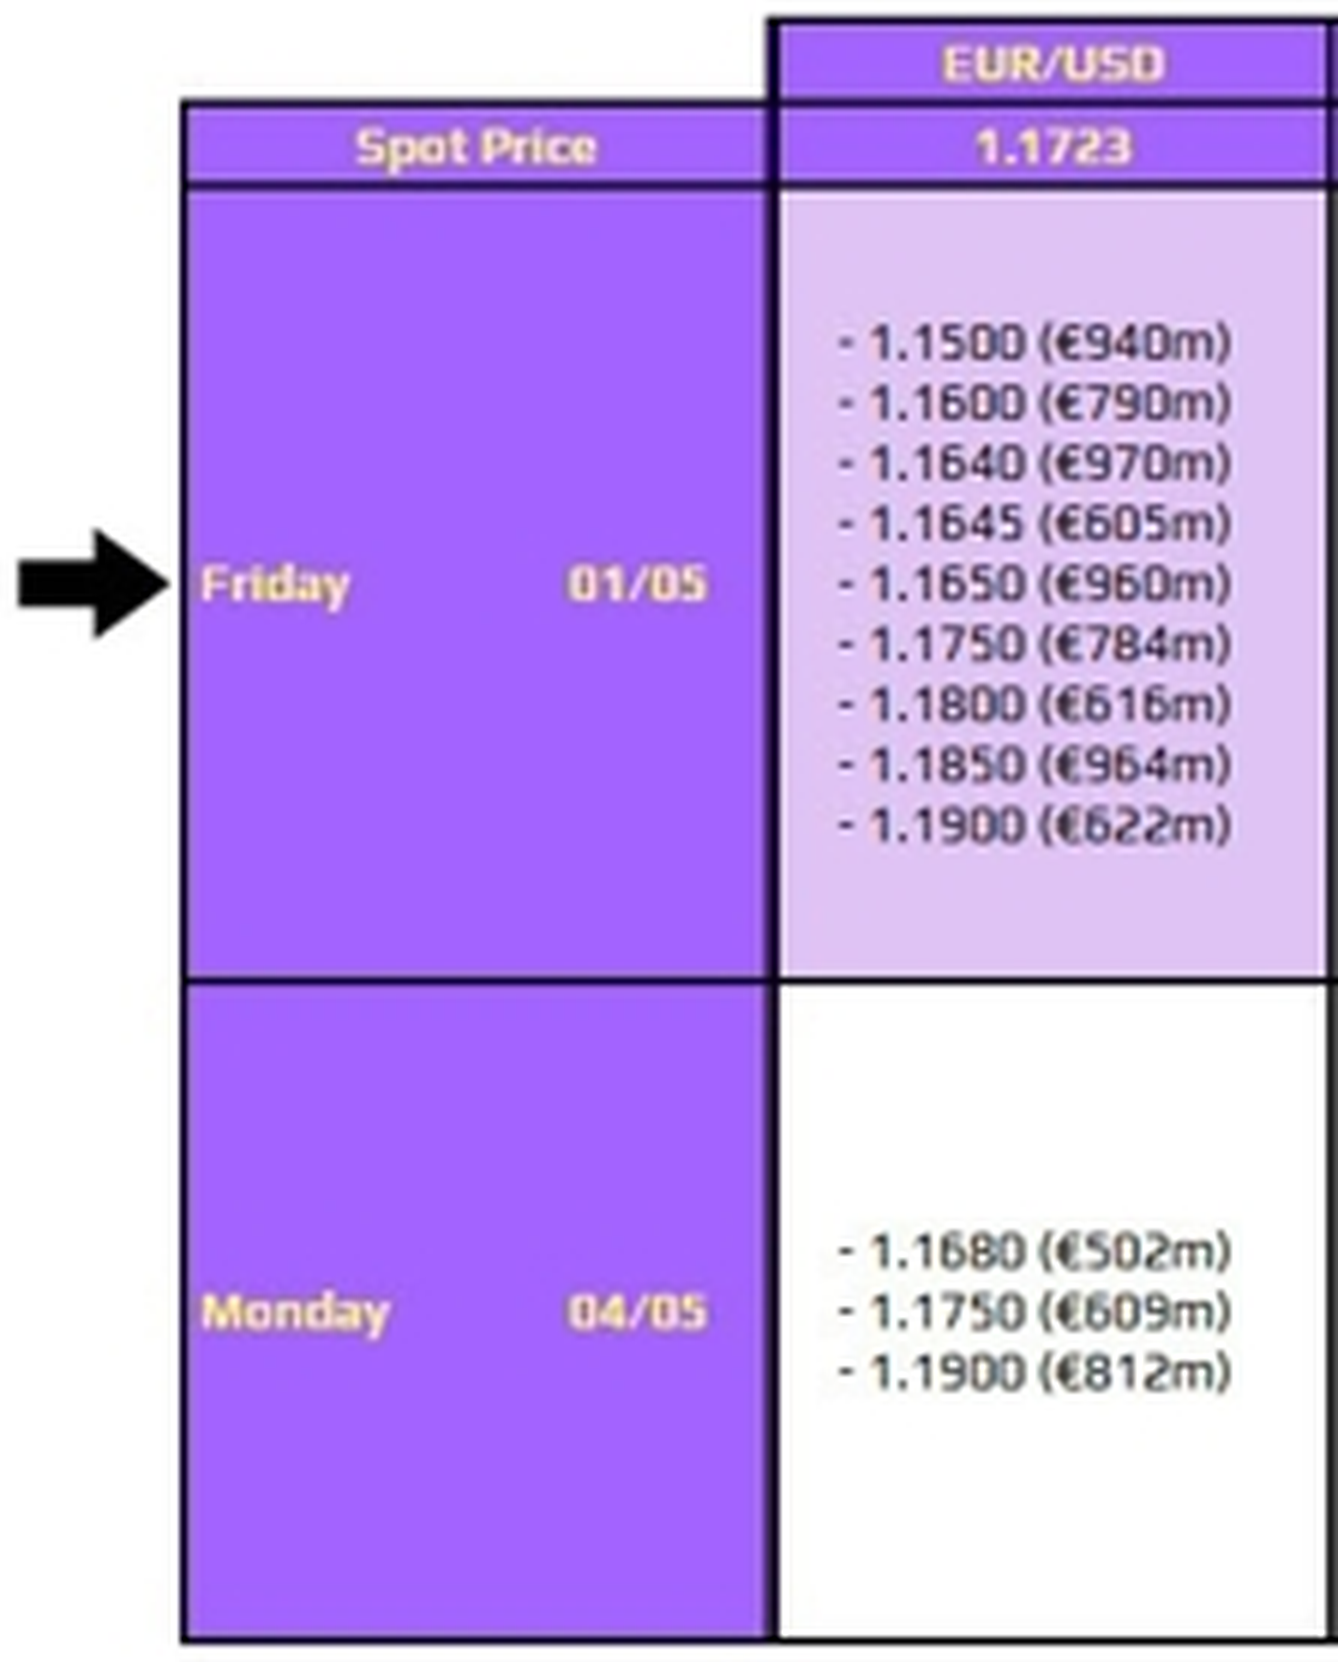 EUR/USD
Spot Price 1.1723
Friday 01/05
- 1.1500 (€940m)
- 1.1600 (€790m)
- 1.1640 (€970m)
- 1.1645 (€605m)
- 1.1650 (€960m)
- 1.1750 (€784m)
- 1.1800 (€616m)
- 1.1850 (€964m)
- 1.1900 (€622m)
Monday 04/05
- 1.1680 (€502m)
- 1.1750 (€609m)
- 1.1900 (€812m)